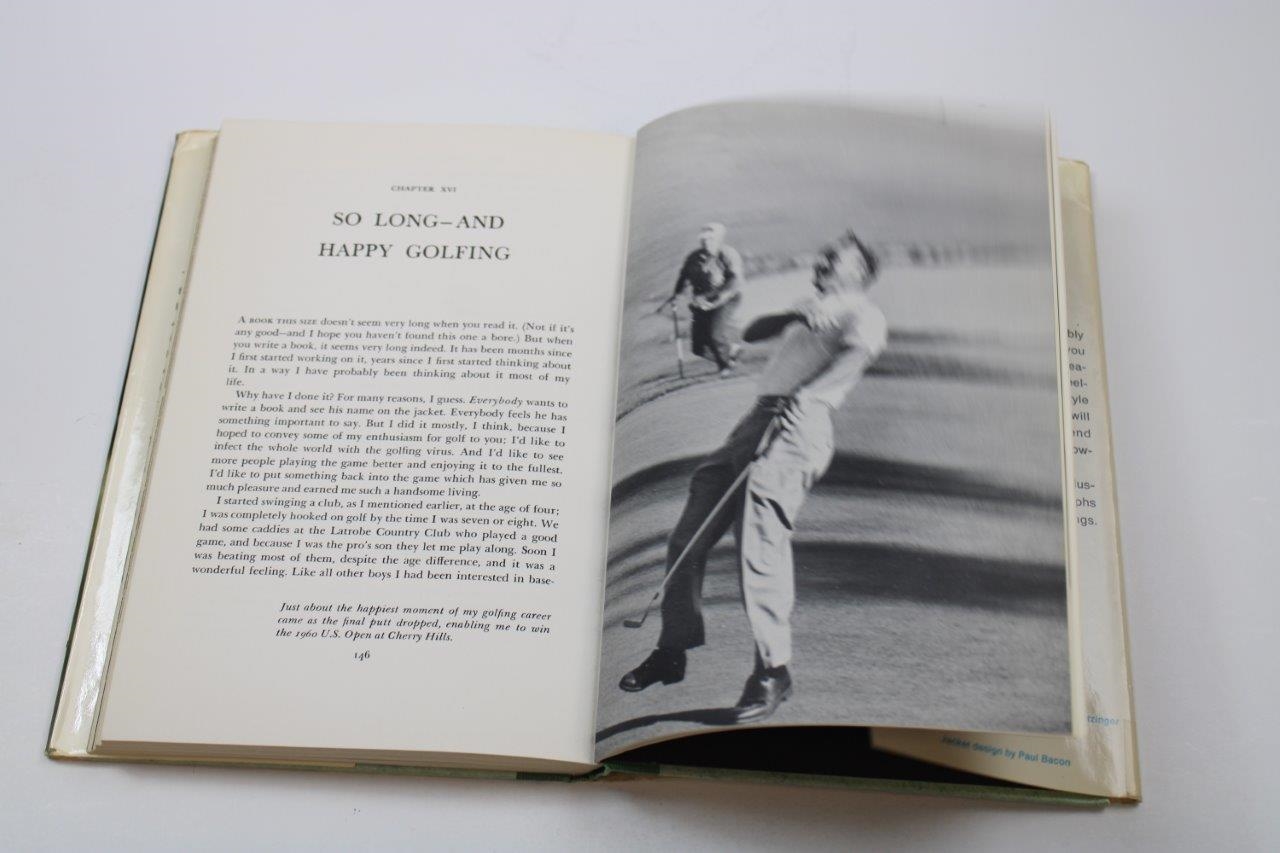 CHAPTER XVI
SO LONG—AND
HAPPY GOLFING
A BOOK THIS SIZE doesn't seem very long when you read it. (Not if it's
any good—and I hope you haven't found this one a bore.) But when
you write a book, it seems very long indeed. It has been months since
I first started working on it, years since I first started thinking about
it. In a way I have probably been thinking about it most of my
life.
Why have I done it? For many reasons, I guess. Everybody wants to
write a book and see his name on the jacket. Everybody feels he has
something important to say. But I did it mostly, I think, because I
hoped to convey some of my enthusiasm for golf to you; I'd like to
infect the whole world with the golfing virus. And I'd like to see
more people playing the game better and enjoying it to the fullest.
I'd like to put something back into the game which has given me so
much pleasure and earned me such a handsome living.
I started swinging a club, as I mentioned earlier, at the age of four;
I was completely hooked on golf by the time I was seven or eight. We
had some caddies at the Latrobe Country Club who played a good
game, and because I was the pro's son they let me play along. Soon I
was beating most of them, despite the age difference, and it was a
wonderful feeling. Like all other boys I had been interested in base-
Just about the happiest moment of my golfing career
came as the final putt dropped, enabling me to win
the 1960 U.S. Open at Cherry Hills.
146
bly
you
ea-
el-
yle
will
end
ow-
us-
phs
gs.
tzinger
Jacket design by Paul Bacon